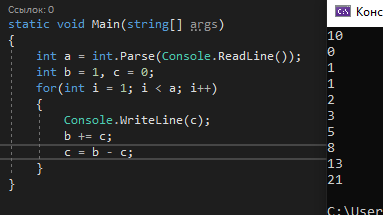 Ссылок: 0
static void Main(string[] args)
{
int a = int.Parse(Console.ReadLine());
int b = 1, c = 0;
for(int i = 1; i < a; i++)
{
Console.WriteLine(c);
b += c;
c = b - c;
}
}
Конс
10
0
1
1
2
3
5
8
13
21
C:\User